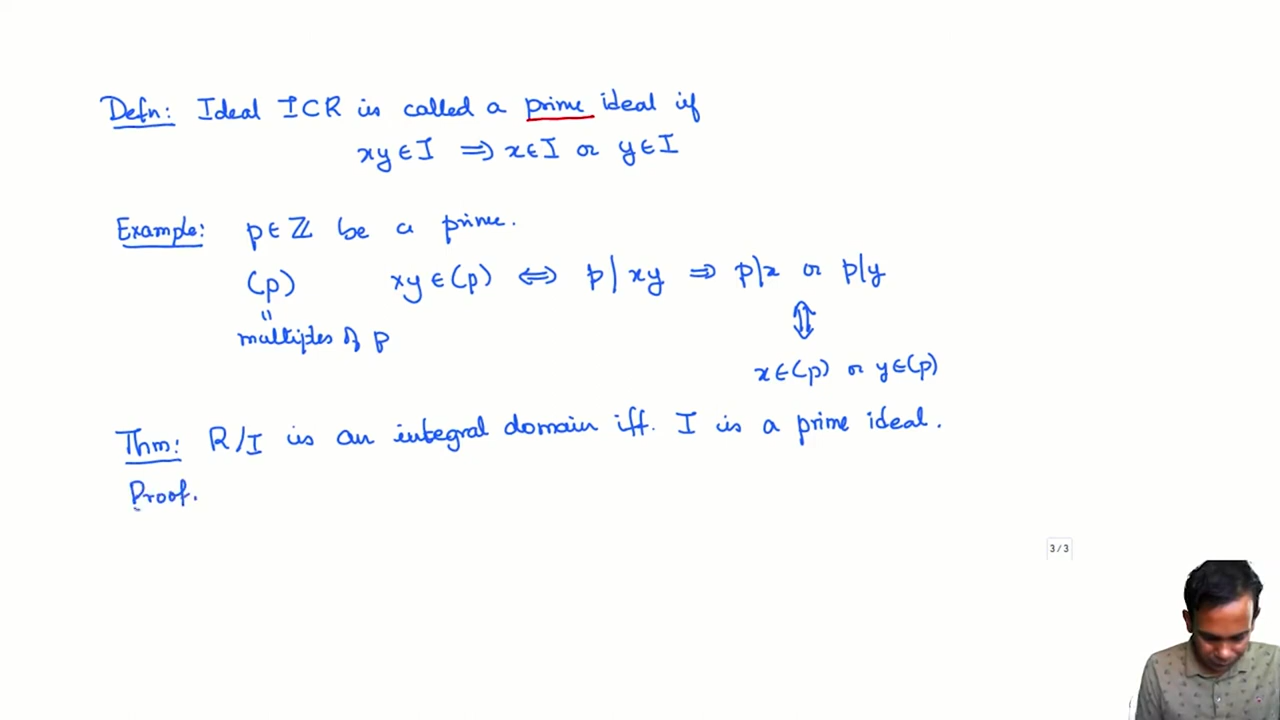 Defn: Ideal I⊂R is called a prime ideal if
xy ∈ I ⟹ x∈I or y∈I
Example: p∈ℤ be a prime.
(p) xy ∈ (p) ⟺ p | xy ⟹ p|x or p|y
" ⇕
multiples of p
x∈(p) or y∈(p)
Thm: R/I is an integral domain iff. I is a prime ideal.
Proof.
3/3